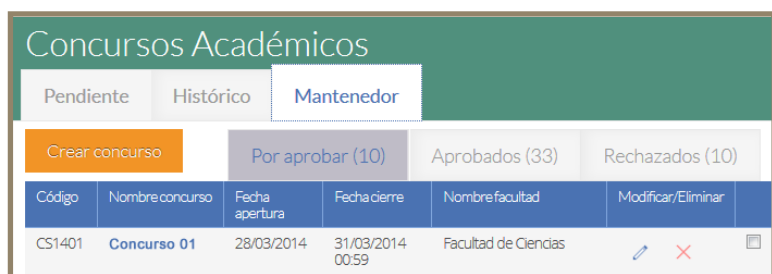 Concursos Académicos
Pendiente Histórico Mantenedor
Crear concurso Por aprobar (10) Aprobados (33) Rechazados (10)
Código Nombre concurso Fecha apertura Fecha cierre Nombre facultad Modificar/Eliminar
CS1401 Concurso 01 28/03/2014 31/03/2014 00:59 Facultad de Ciencias